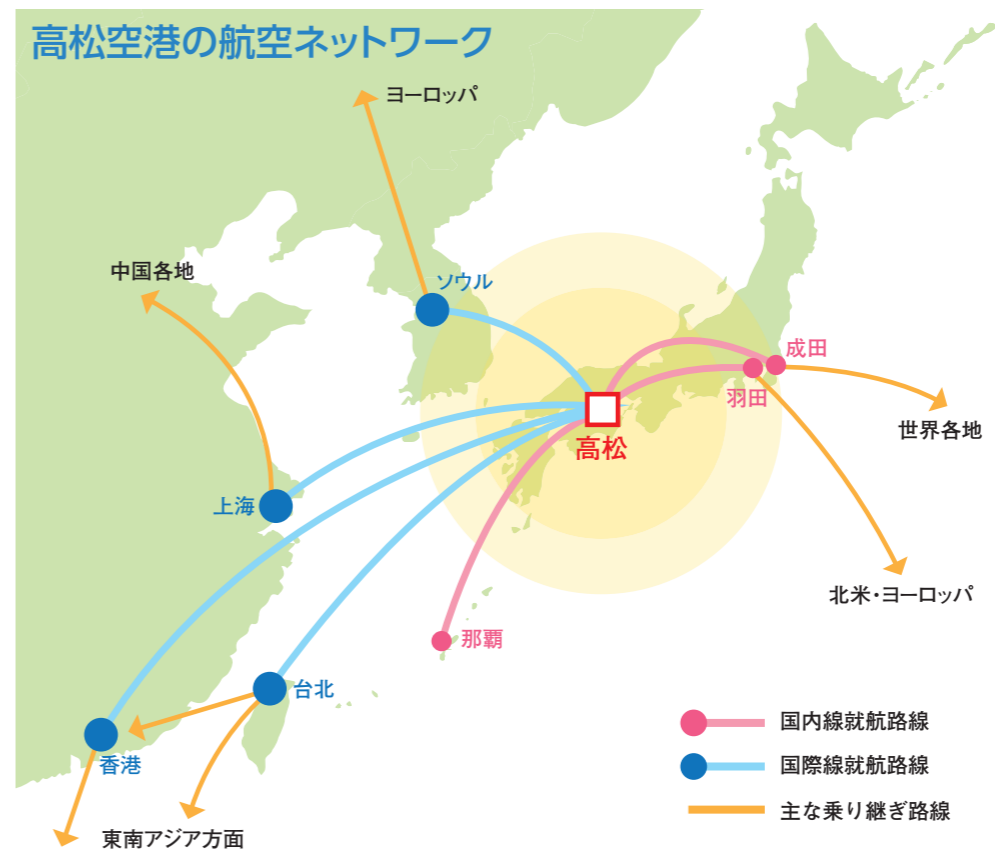 高松空港の航空ネットワーク
ヨーロッパ
中国各地
ソウル
成田
羽田
世界各地
高松
上海
北米・ヨーロッパ
那覇
台北
香港
東南アジア方面
国内線就航路線
国際線就航路線
主な乗り継ぎ路線